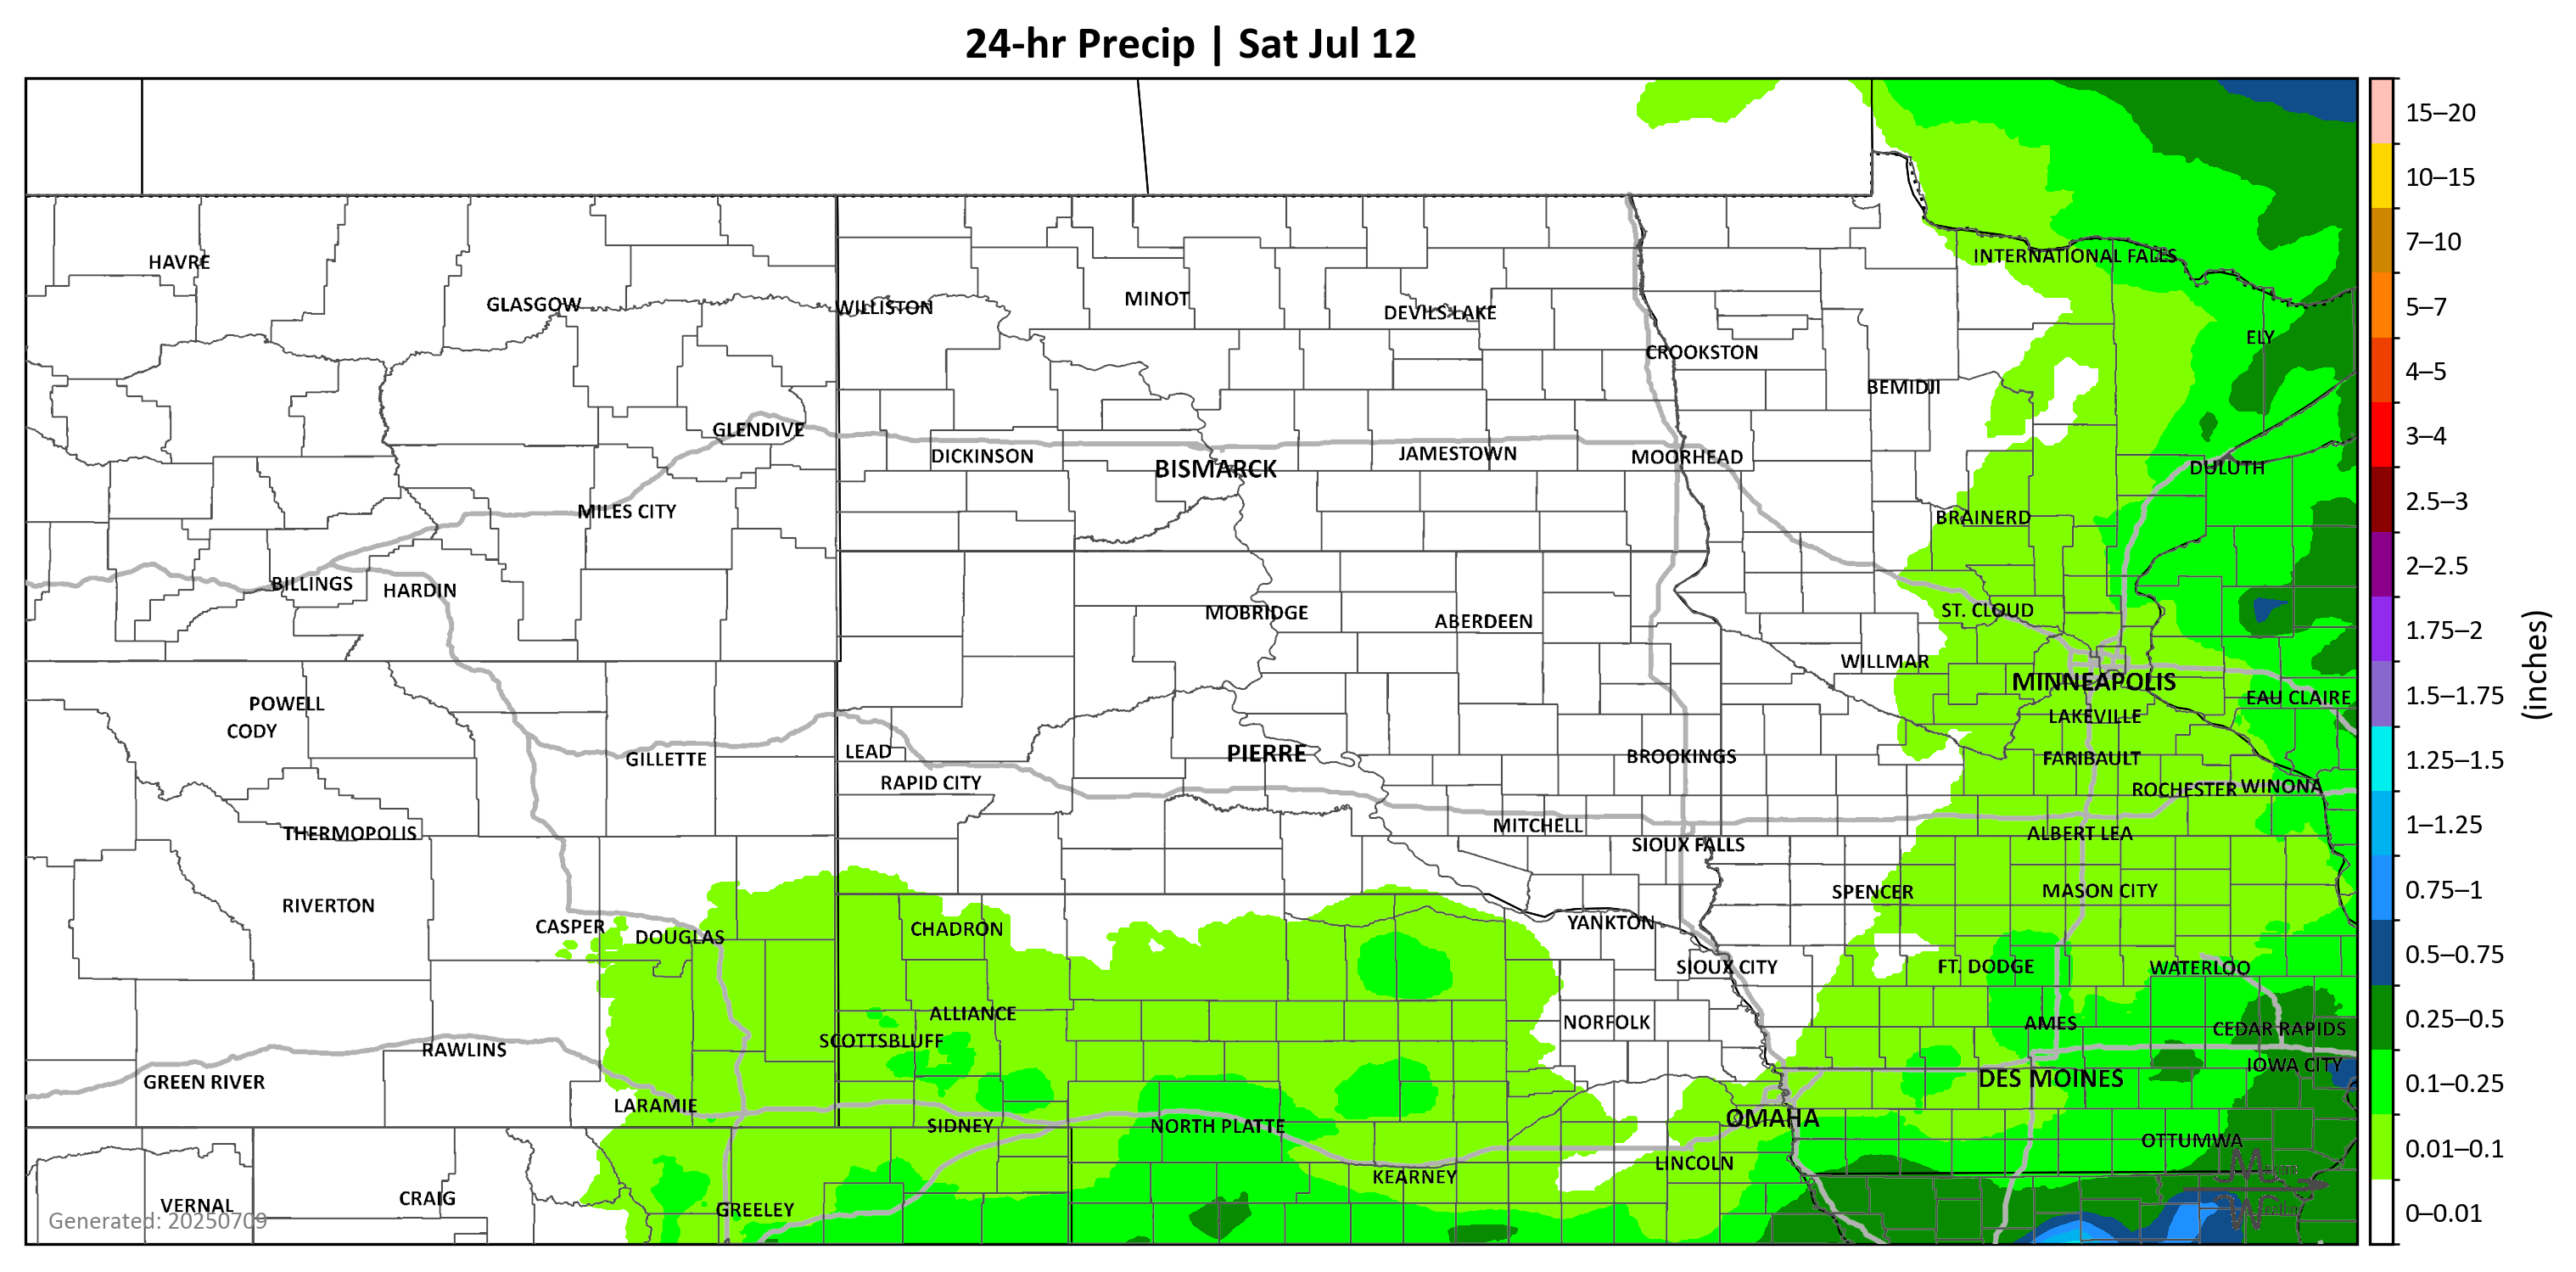 24-hr Precip | Sat Jul 12
15–20
10–15
7–10
5–7
4–5
3–4
2.5–3
2–2.5
1.75–2
1.5–1.75
1.25–1.5
1–1.25
0.75–1
0.5–0.75
0.25–0.5
0.1–0.25
0.01–0.1
0–0.01
(inches)
INTERNATIONAL FALLS
HAVRE
GLASGOW
WILLISTON
MINOT
DEVILS LAKE
ELY
CROOKSTON
BEMIDJI
GLENDIVE
DICKINSON
BISMARCK
JAMESTOWN
MOORHEAD
DULUTH
MILES CITY
BRAINERD
BILLINGS
HARDIN
MOBRIDGE
ABERDEEN
ST. CLOUD
WILLMAR
MINNEAPOLIS
EAU CLAIRE
POWELL
CODY
LAKEVILLE
GILLETTE
LEAD
PIERRE
BROOKINGS
FARIBAULT
RAPID CITY
ROCHESTER
WINONA
THERMOPOLIS
MITCHELL
SIOUX FALLS
ALBERT LEA
RIVERTON
SPENCER
MASON CITY
CASPER
DOUGLAS
CHADRON
YANKTON
SIOUX CITY
FT. DODGE
WATERLOO
ALLIANCE
NORFOLK
AMES
CEDAR RAPIDS
SCOTTSBLUFF
RAWLINS
IOWA CITY
GREEN RIVER
DES MOINES
LARAMIE
SIDNEY
NORTH PLATTE
OMAHA
OTTUMWA
LINCOLN
KEARNEY
VERNAL
CRAIG
GREELEY
Generated: 20250709